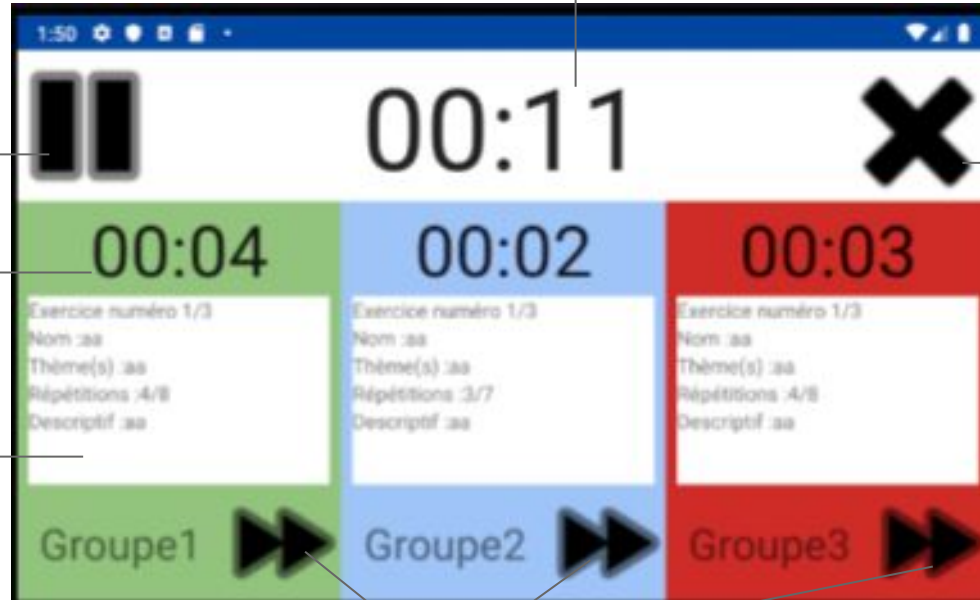 1:50
00:11
00:04
Exercice numéro 1/3
Nom :aa
Thème(s) :aa
Répétitions :4/8
Descriptif :aa
Groupe1
00:02
Exercice numéro 1/3
Nom :aa
Thème(s) :aa
Répétitions :3/7
Descriptif :aa
Groupe2
00:03
Exercice numéro 1/3
Nom :aa
Thème(s) :aa
Répétitions :4/8
Descriptif :aa
Groupe3